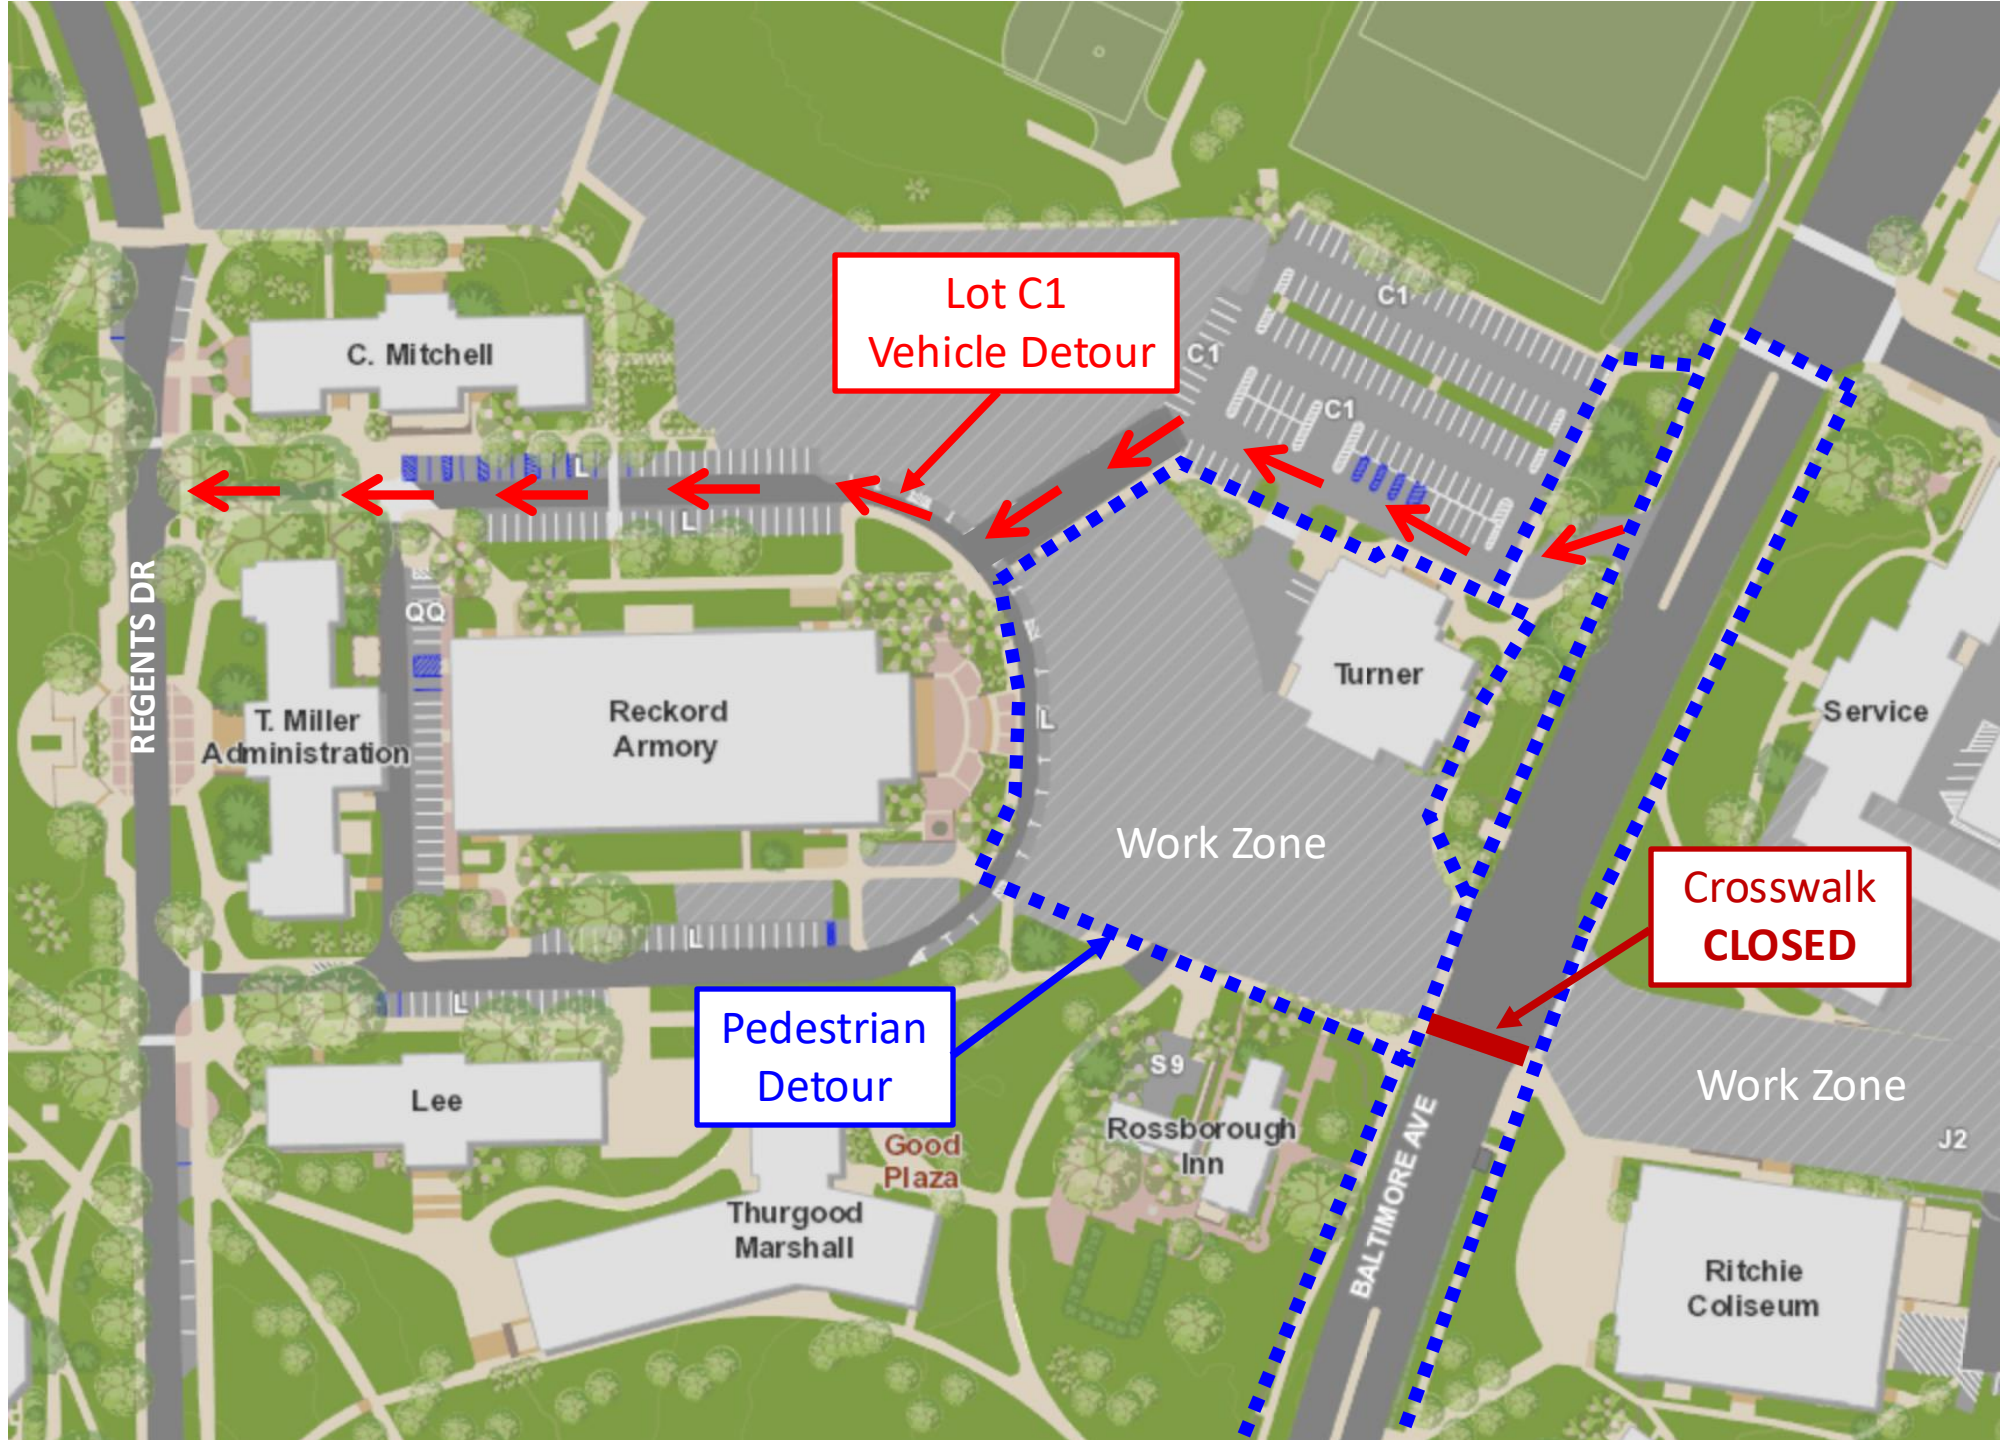 Lot C1
Vehicle Detour
C1
C1
C1
C. Mitchell
L
L
REGENTS DR
QQ
T. Miller
Administration
Reckord
Armory
L
Turner
Service
Work Zone
Crosswalk
CLOSED
L
L
Pedestrian
Detour
Lee
S9
Rossborough
Inn
Work Zone
J2
Good
Plaza
BALTIMORE AVE
Thurgood
Marshall
Ritchie
Coliseum